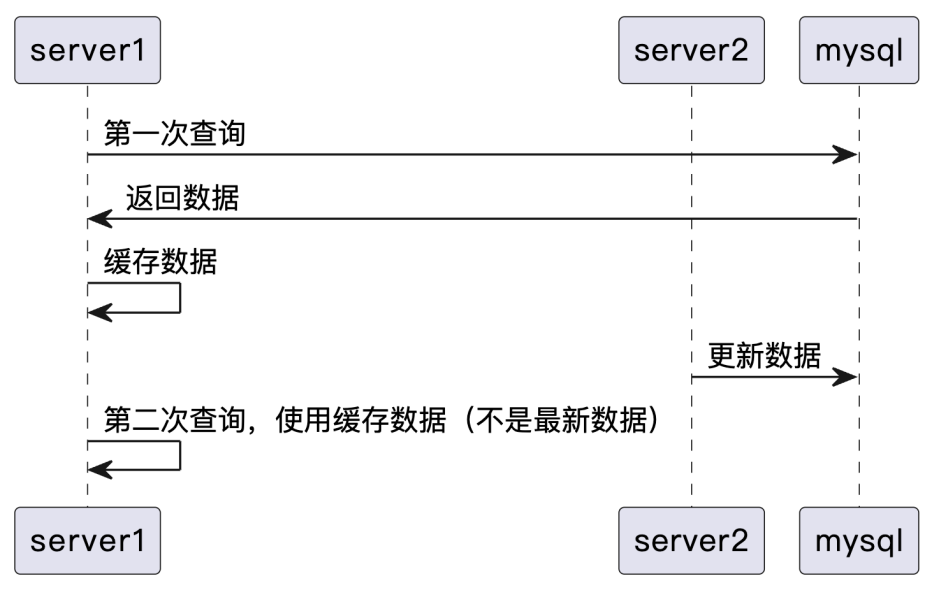 server1
server2
mysql
第一次查询
返回数据
缓存数据
更新数据
第二次查询，使用缓存数据（不是最新数据）
server1
server2
mysql